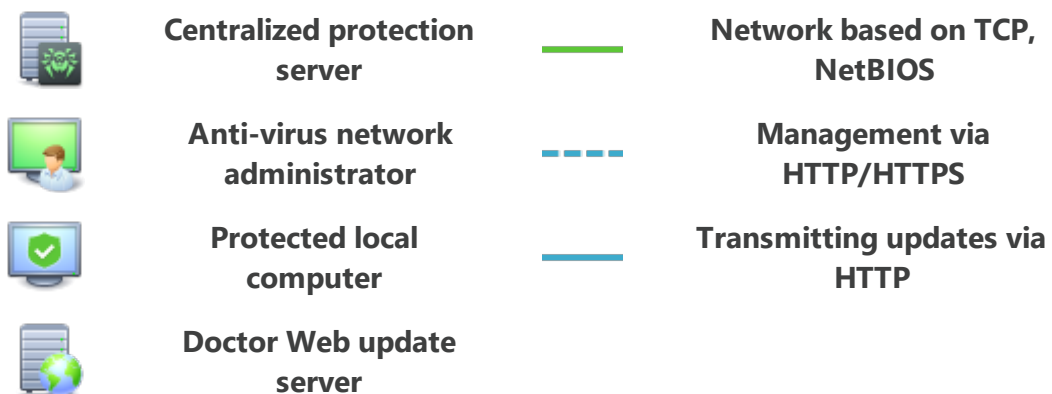 Centralized protection
server
Network based on TCP,
NetBIOS
Anti-virus network
administrator
Management via
HTTP/HTTPS
Protected local
computer
Transmitting updates via
HTTP
Doctor Web update
server